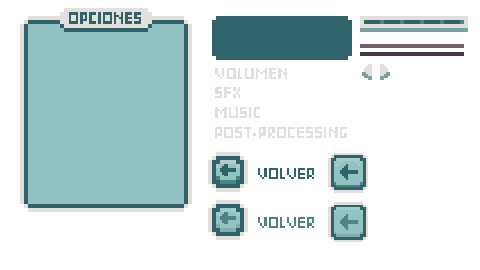 OPCIONES
VOLUMEN
SFX
MUSIC
POST-PROCESSING
VOLVER
VOLVER